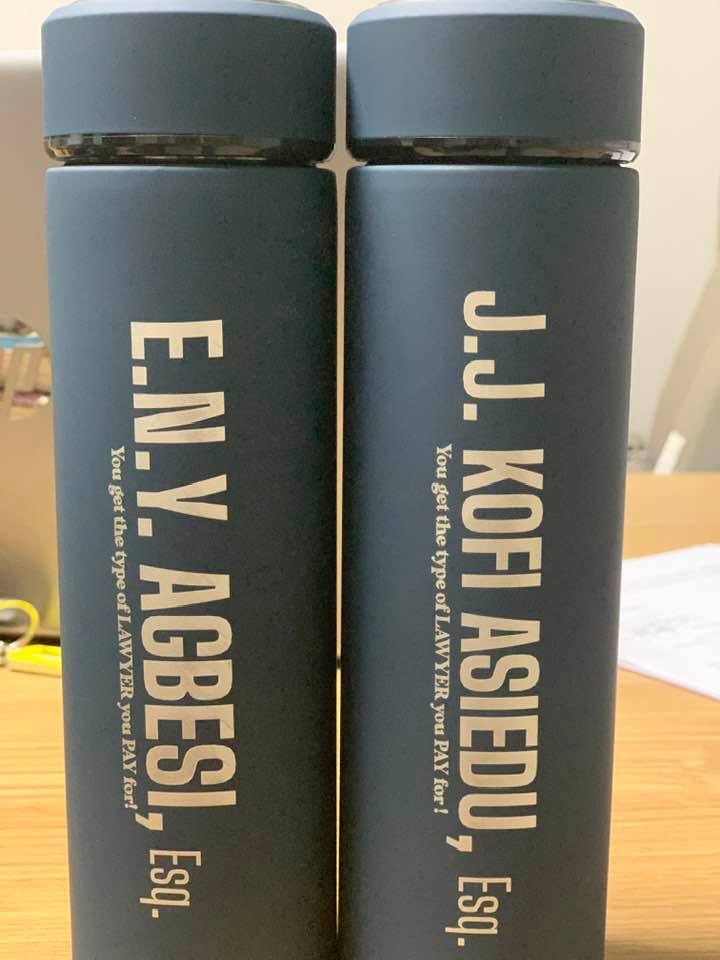 E.N.Y. AGBESI, Esq.
You get the type of LAWYER you PAY for!
J.J. KOFI ASIEDU, Esq.
You get the type of LAWYER you PAY for!